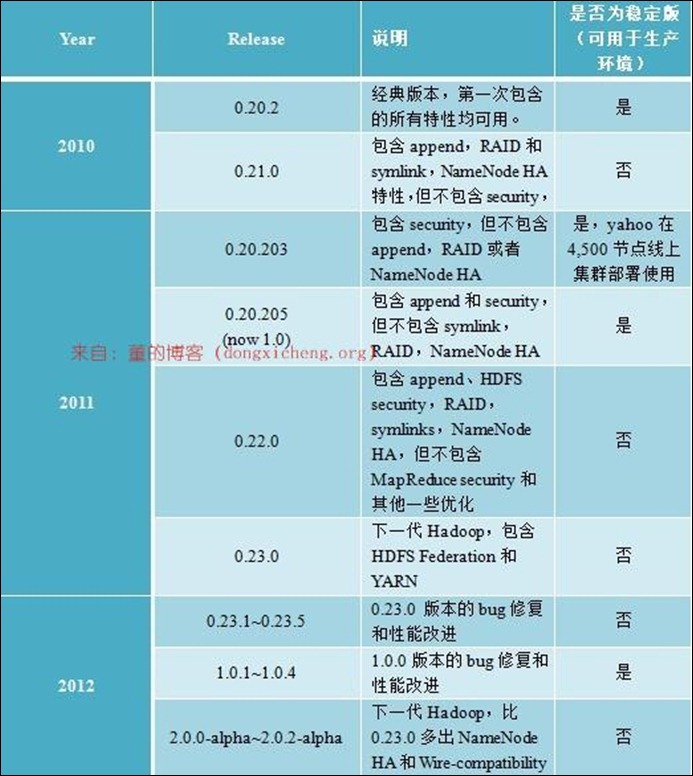 Year
Release
说明
是否为稳定版
（可用于生产
环境）
2010
0.20.2
经典版本，第一次包含
的所有特性均可用。
是
0.21.0
包含 append，RAID 和
symlink，NameNode HA
特性，但不包含 security，
否
2011
0.20.203
包含 security，但不包含
append，RAID 或者
NameNode HA
是，yahoo 在
4,500 节点线上
集群部署使用
0.20.205
(now 1.0)
包含 append 和 security，
但不包含 symlink，
RAID，NameNode HA
是
来自：董的博客（dongxicheng.org）
0.22.0
包含 append、HDFS
security，RAID，
symlinks，NameNode
HA，但不包含
MapReduce security 和
其他一些优化
否
0.23.0
下一代 Hadoop，包含
HDFS Federation 和
YARN
否
2012
0.23.1~0.23.5
0.23.0 版本的 bug 修复
和性能改进
否
1.0.1~1.0.4
1.0.0 版本的 bug 修复和
性能改进
是
2.0.0-alpha~2.0.2-alpha
下一代 Hadoop，比
0.23.0 多出 NameNode
HA 和 Wire-compatibility
否